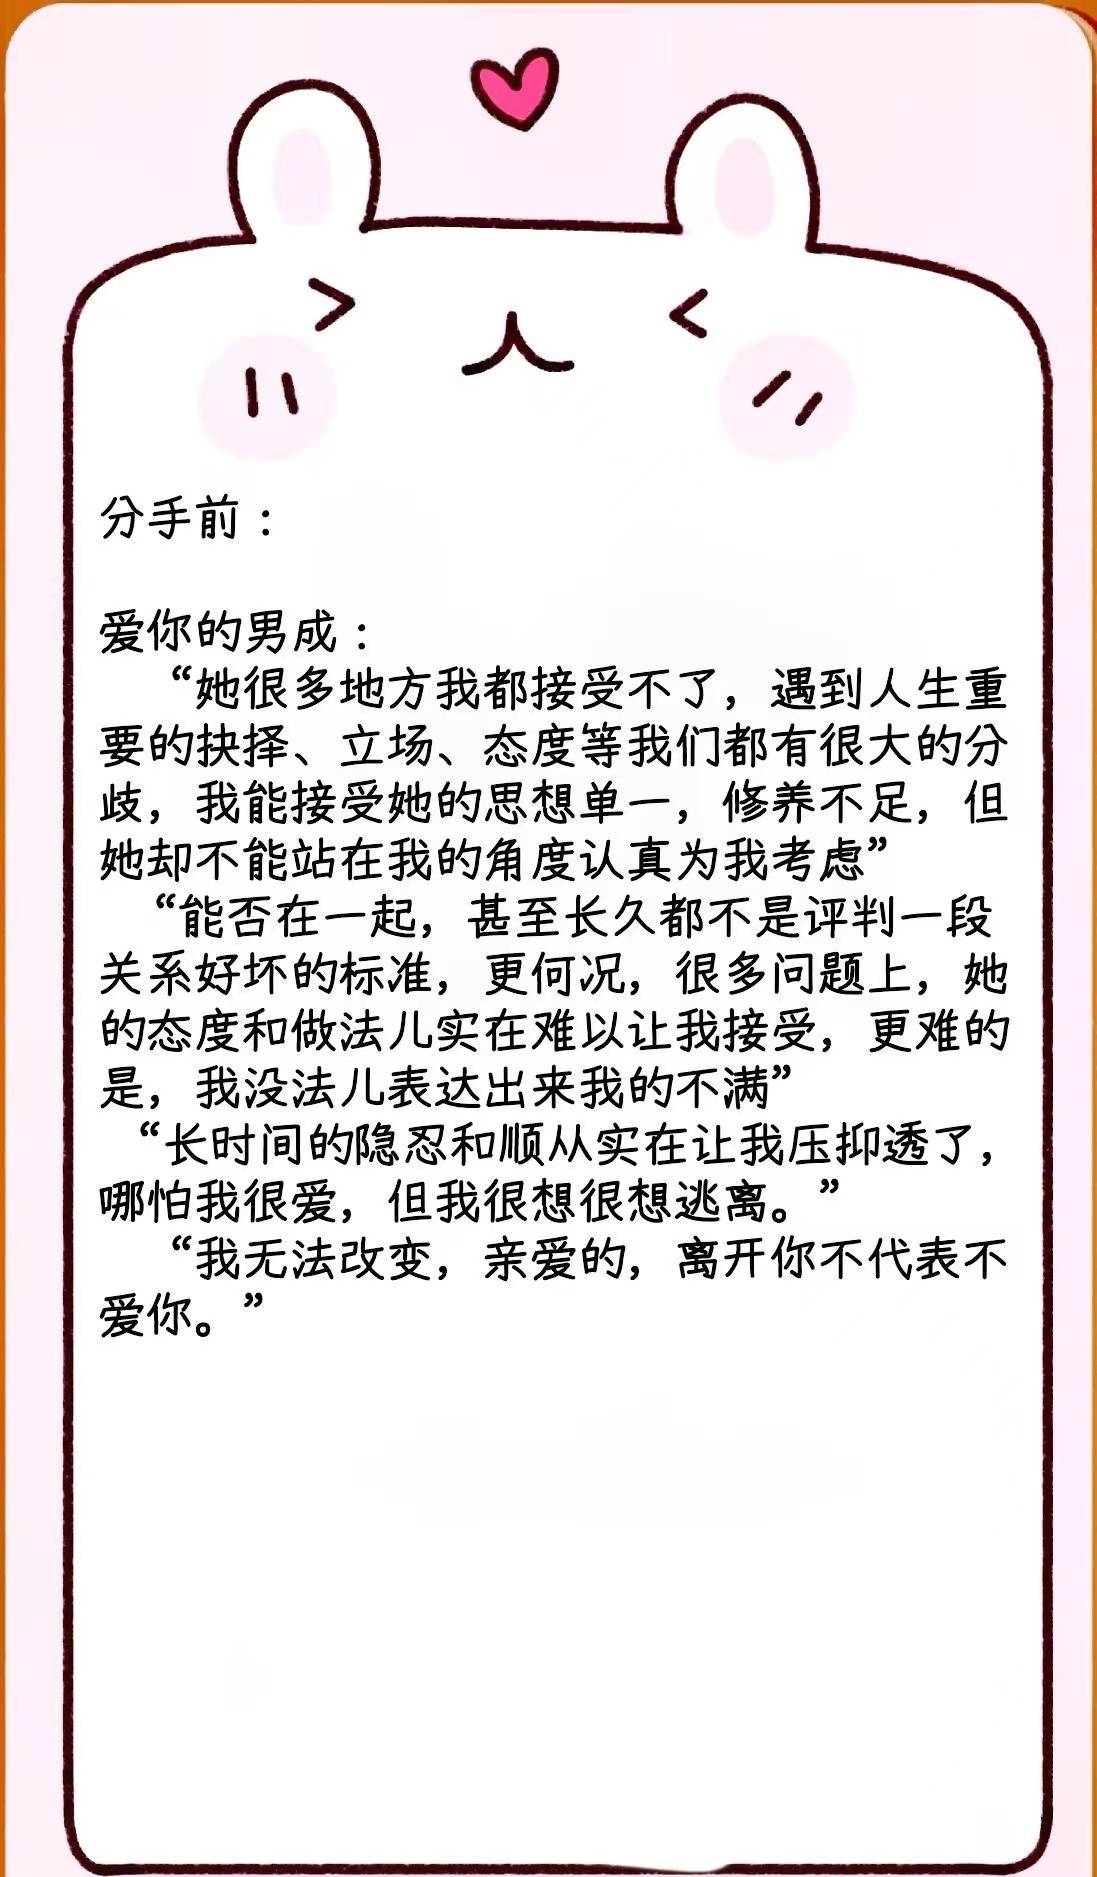 分手前：
爱你的男成：
“她很多地方我都接受不了，遇到人生重
要的抉择、立场、态度等我们都有很大的分
歧，我能接受她的思想单一，修养不足，但
她却不能站在我的角度认真为我考虑”
“能否在一起，甚至长久都不是评判一段
关系好坏的标准，更何况，很多问题上，她
的态度和做法儿实在难以让我接受，更难的
是，我没法儿表达出来我的不满”
“长时间的隐忍和顺从实在让我压抑透了，
哪怕我很爱，但我很想很想逃离。”
“我无法改变，亲爱的，离开你不代表不
爱你。”